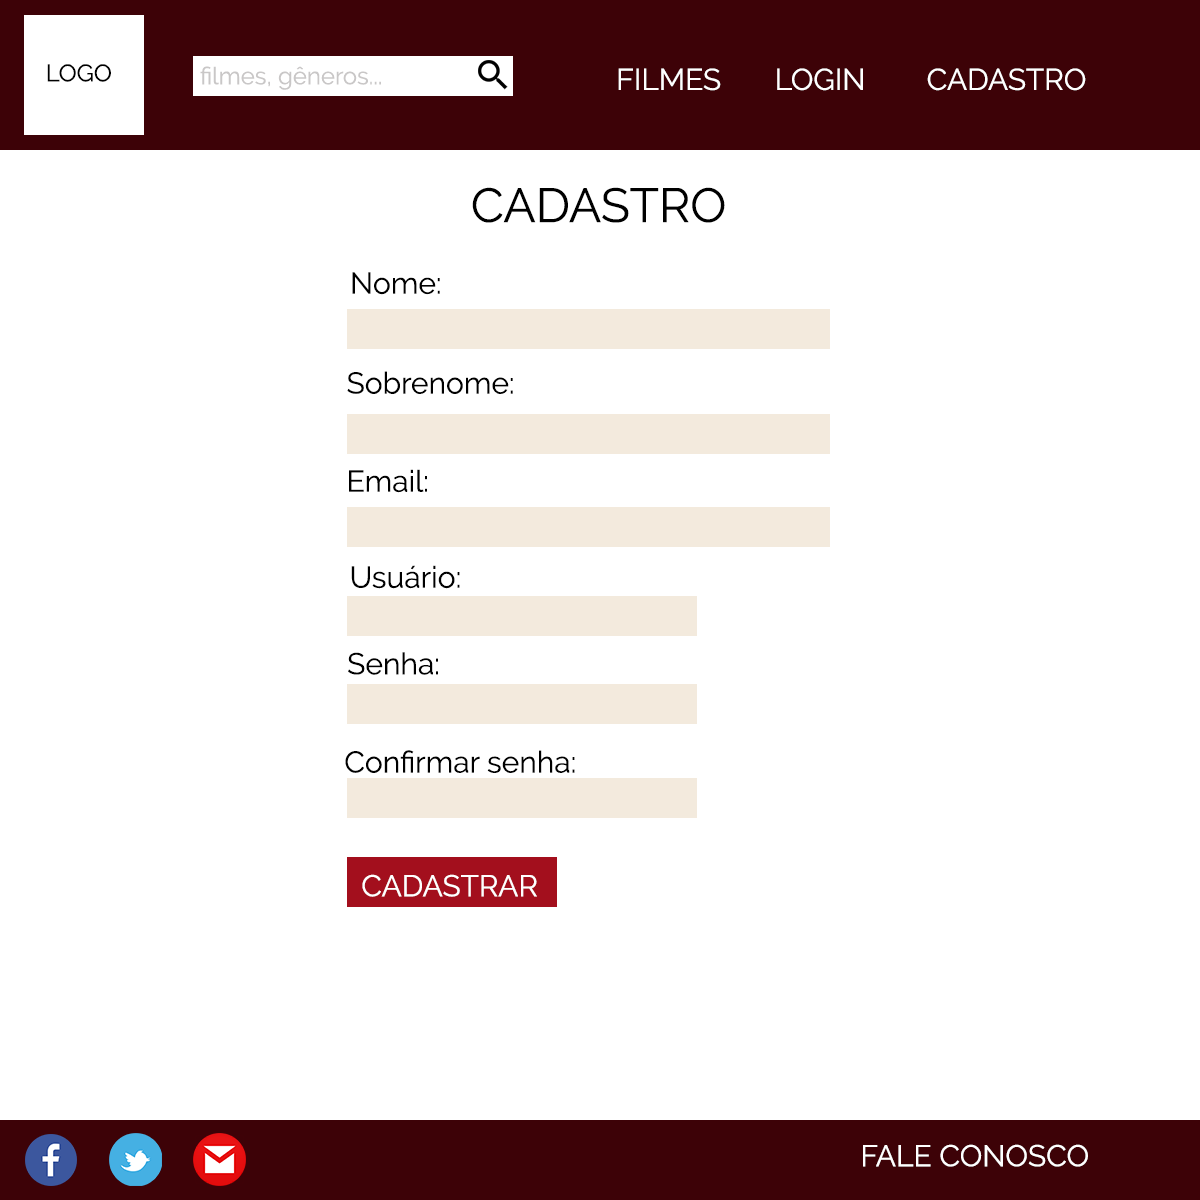 LOGO
filmes, gêneros...
FILMES
LOGIN
CADASTRO
CADASTRO
Nome:
Sobrenome:
Email:
Usuário:
Senha:
Confirmar senha:
CADASTRAR
FALE CONOSCO